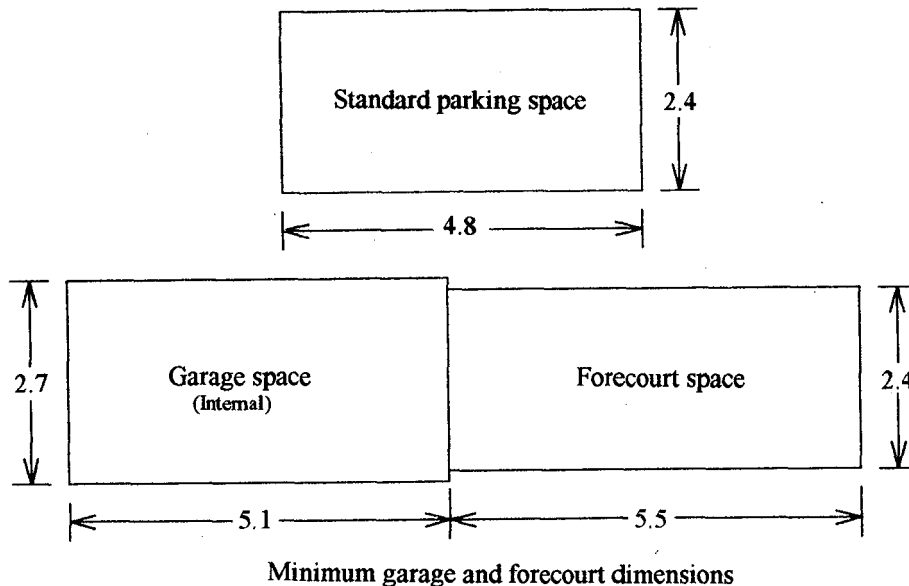 Standard parking space
2.4
4.8
Garage space
(Internal)
Forecourt space
2.7
2.4
5.1
5.5
Minimum garage and forecourt dimensions